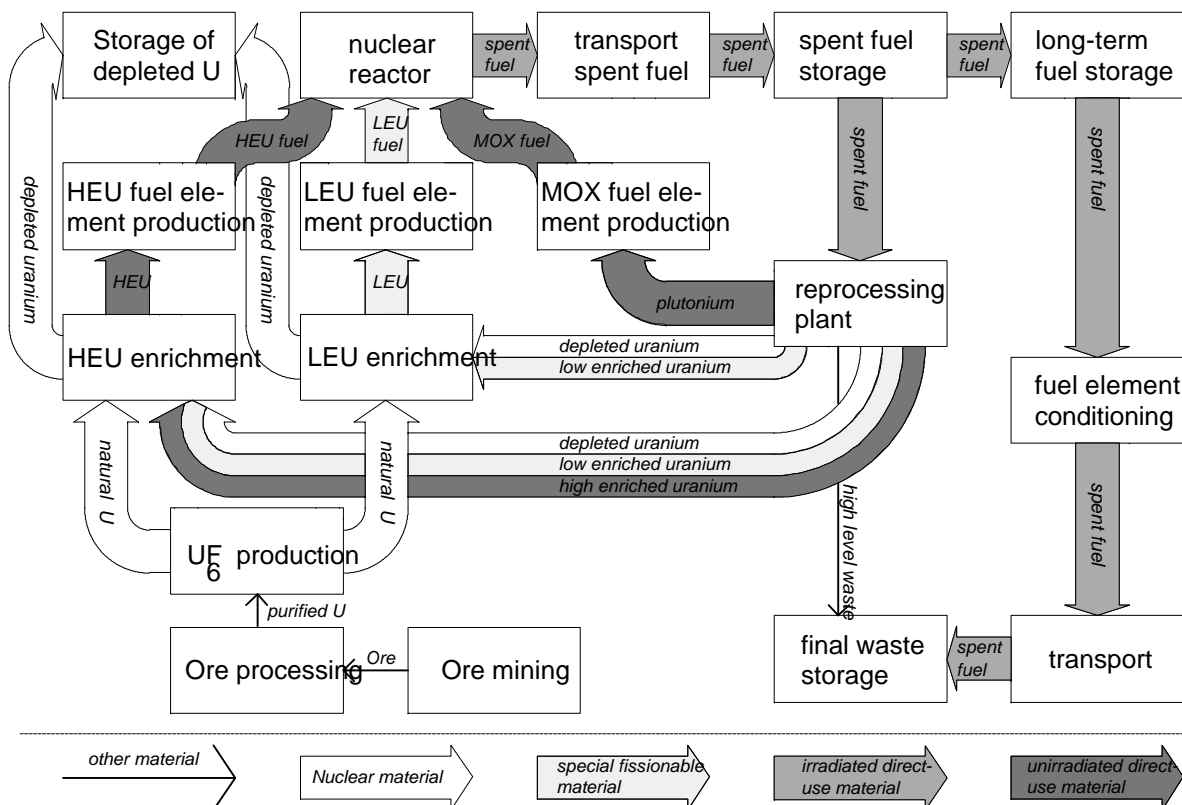 Storage of
depleted U
nuclear
reactor
spent
fuel
transport
spent fuel
spent
fuel
spent fuel
storage
spent
fuel
long-term
fuel storage
HEU fuel
LEU
fuel
MOX fuel
depleted uranium
HEU fuel ele-
ment production
depleted uranium
LEU fuel ele-
ment production
MOX fuel ele-
ment production
spent fuel
spent fuel
HEU
LEU
plutonium
reprocessing
plant
HEU enrichment
LEU enrichment
depleted uranium
low enriched uranium
fuel element
conditioning
depleted uranium
low enriched uranium
high enriched uranium
natural U
natural U
high level waste
spent fuel
UF6 production
purified U
Ore processing
Ore
Ore mining
final waste
storage
spent
fuel
transport
other material
Nuclear material
special fissionable
material
irradiated direct-
use material
unirradiated direct-
use material